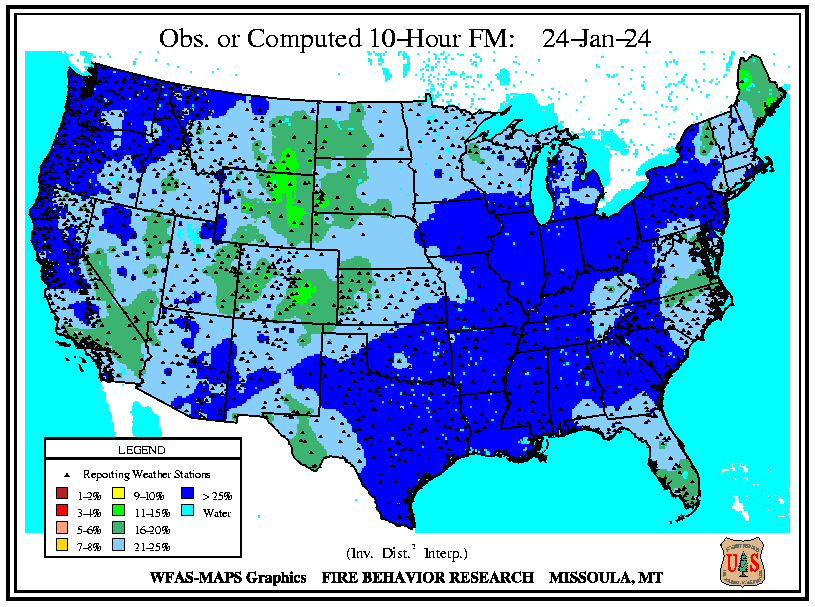 Obs. or Computed 10-Hour FM: 24-Jan-24
LEGEND
Reporting Weather Stations
1-2% 9-10% > 25%
3-4% 11-15% Water
5-6% 16-20%
7-8% 21-25%
(Inv. Dist.² Interp.)
WFAS-MAPS Graphics FIRE BEHAVIOR RESEARCH MISSOULA, MT
U S